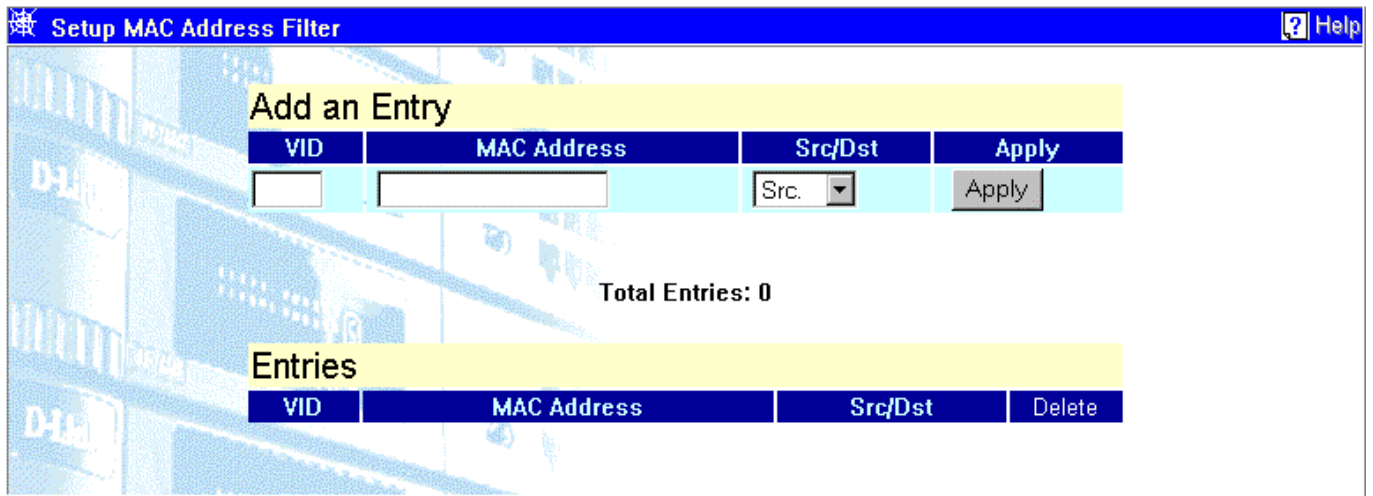 Setup MAC Address Filter ? Help
Add an Entry
VID MAC Address Src/Dst Apply
Src. Apply
Total Entries: 0
Entries
VID MAC Address Src/Dst Delete